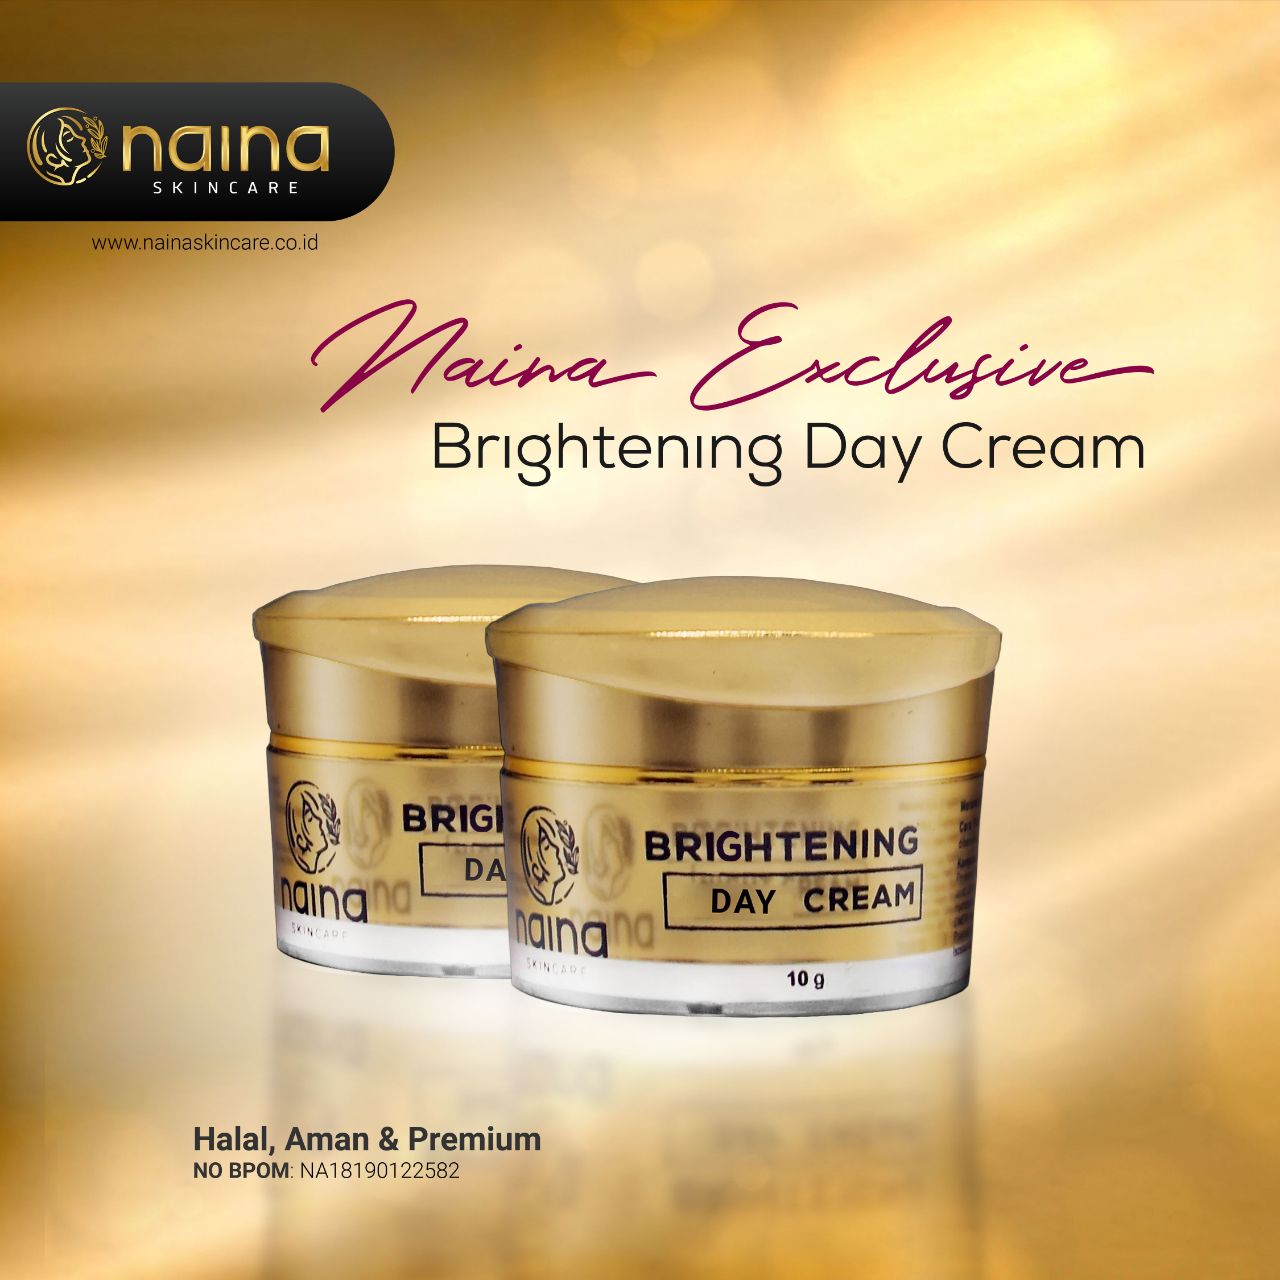 naina
SKINCARE
www.nainaskincare.co.id
Naina Exclusive
Brightening Day Cream
BRIGH
DA
naina
SKINCARE
BRIGHTENING
DAY CREAM
naina
SKINCARE
10 g
Halal, Aman & Premium
NO BPOM: NA18190122582